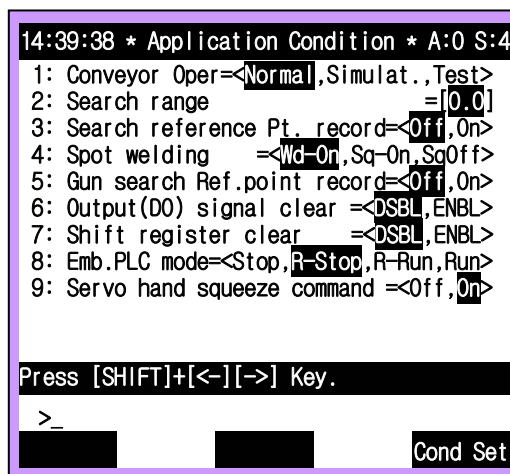 14:39:38 * Application Condition * A:0 S:4
1: Conveyor Oper=<Normal,Simulat.,Test>
2: Search range =[0.0]
3: Search reference Pt. record=<Off,On>
4: Spot welding =<Wd-On,Sq-On,SqOff>
5: Gun search Ref.point record=<Off,On>
6: Output(DO) signal clear =<DSBL,ENBL>
7: Shift register clear =<DSBL,ENBL>
8: Emb.PLC mode=<Stop,R-Stop,R-Run,Run>
9: Servo hand squeeze command =<Off,On>
Press [SHIFT]+[<-][->] Key.
>_
Cond Set